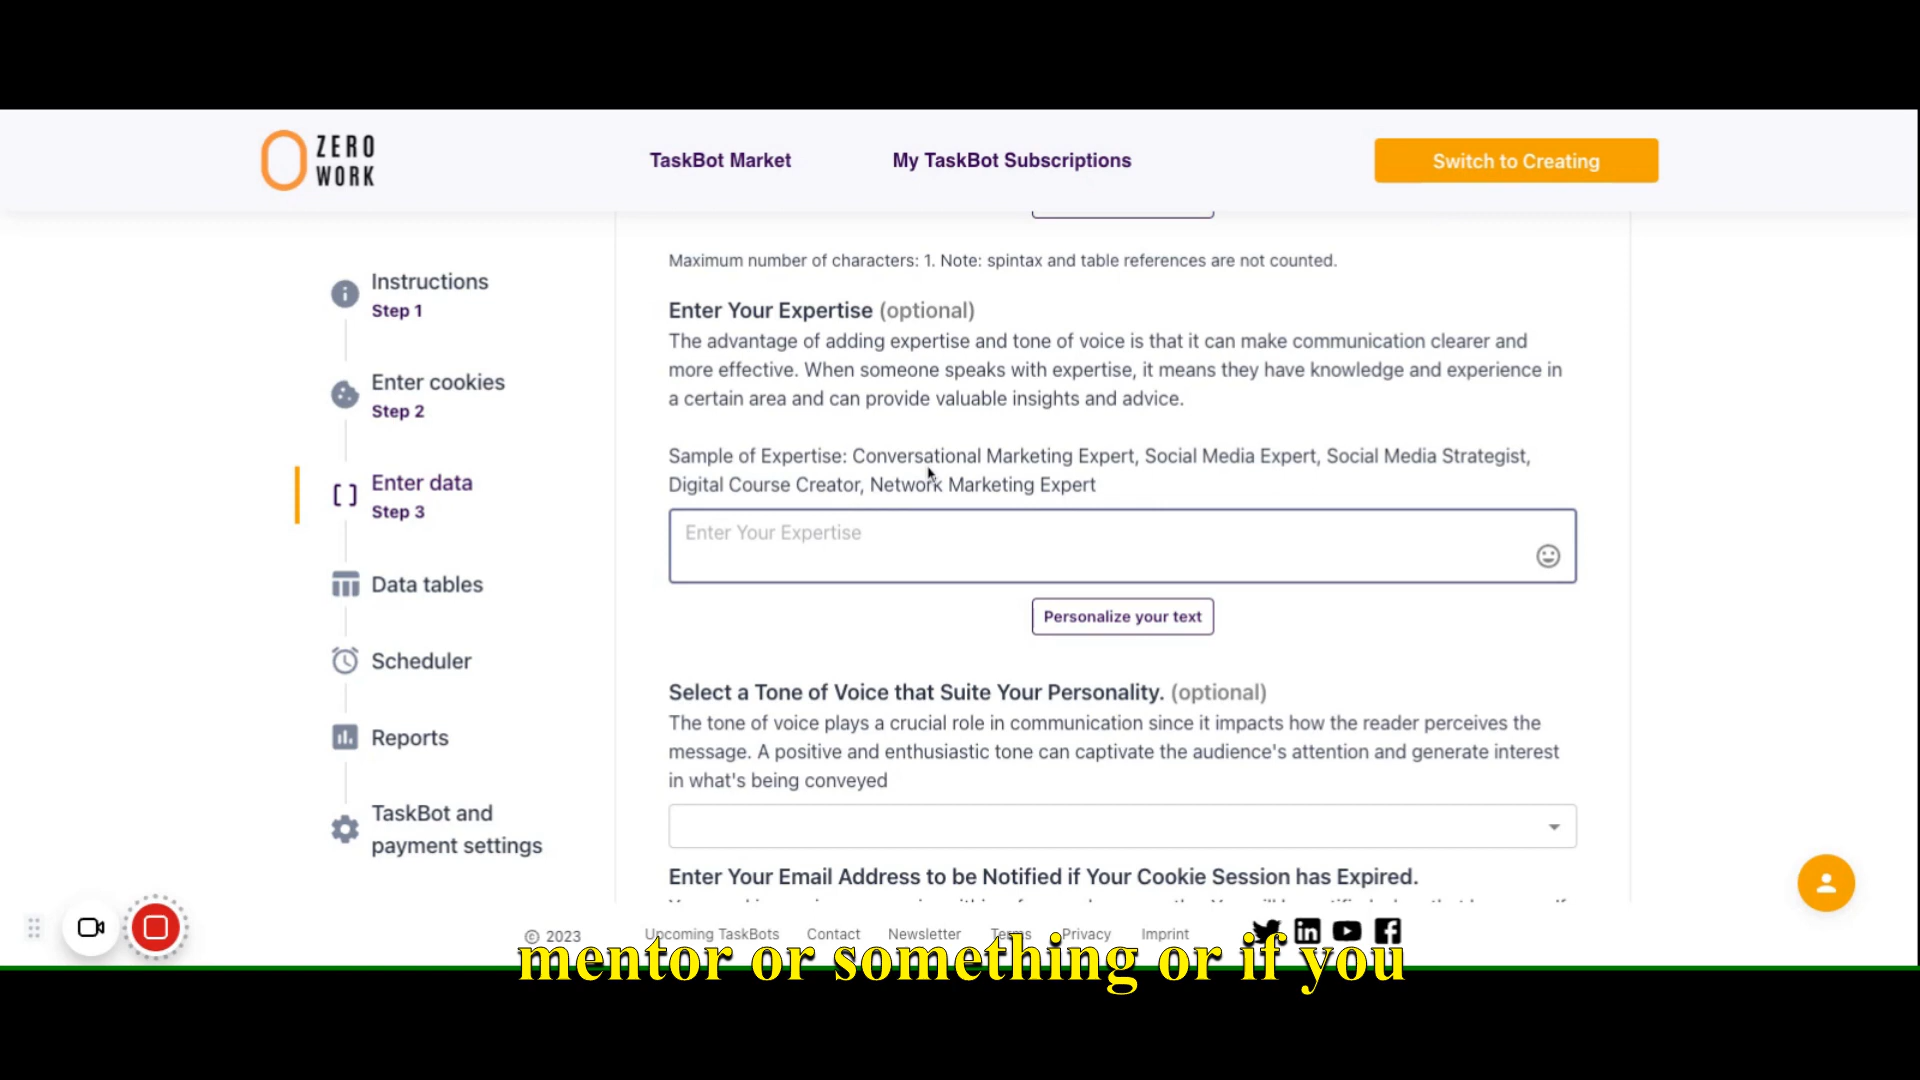 ZERO
WORK
TaskBot Market
My TaskBot Subscriptions
Switch to Creating
Instructions
Step 1
Enter cookies
Step 2
Enter data
Step 3
Data tables
Scheduler
Reports
TaskBot and
payment settings
Maximum number of characters: 1. Note: spintax and table references are not counted.
Enter Your Expertise (optional)
The advantage of adding expertise and tone of voice is that it can make communication clearer and
more effective. When someone speaks with expertise, it means they have knowledge and experience in
a certain area and can provide valuable insights and advice.
Sample of Expertise: Conversational Marketing Expert, Social Media Expert, Social Media Strategist,
Digital Course Creator, Network Marketing Expert
Enter Your Expertise
Personalize your text
Select a Tone of Voice that Suite Your Personality. (optional)
The tone of voice plays a crucial role in communication since it impacts how the reader perceives the
message. A positive and enthusiastic tone can captivate the audience's attention and generate interest
in what's being conveyed
Enter Your Email Address to be Notified if Your Cookie Session has Expired.
© 2023
Upcoming TaskBots
Contact
Newsletter
Terms
Privacy
Imprint
mentor or something or if you